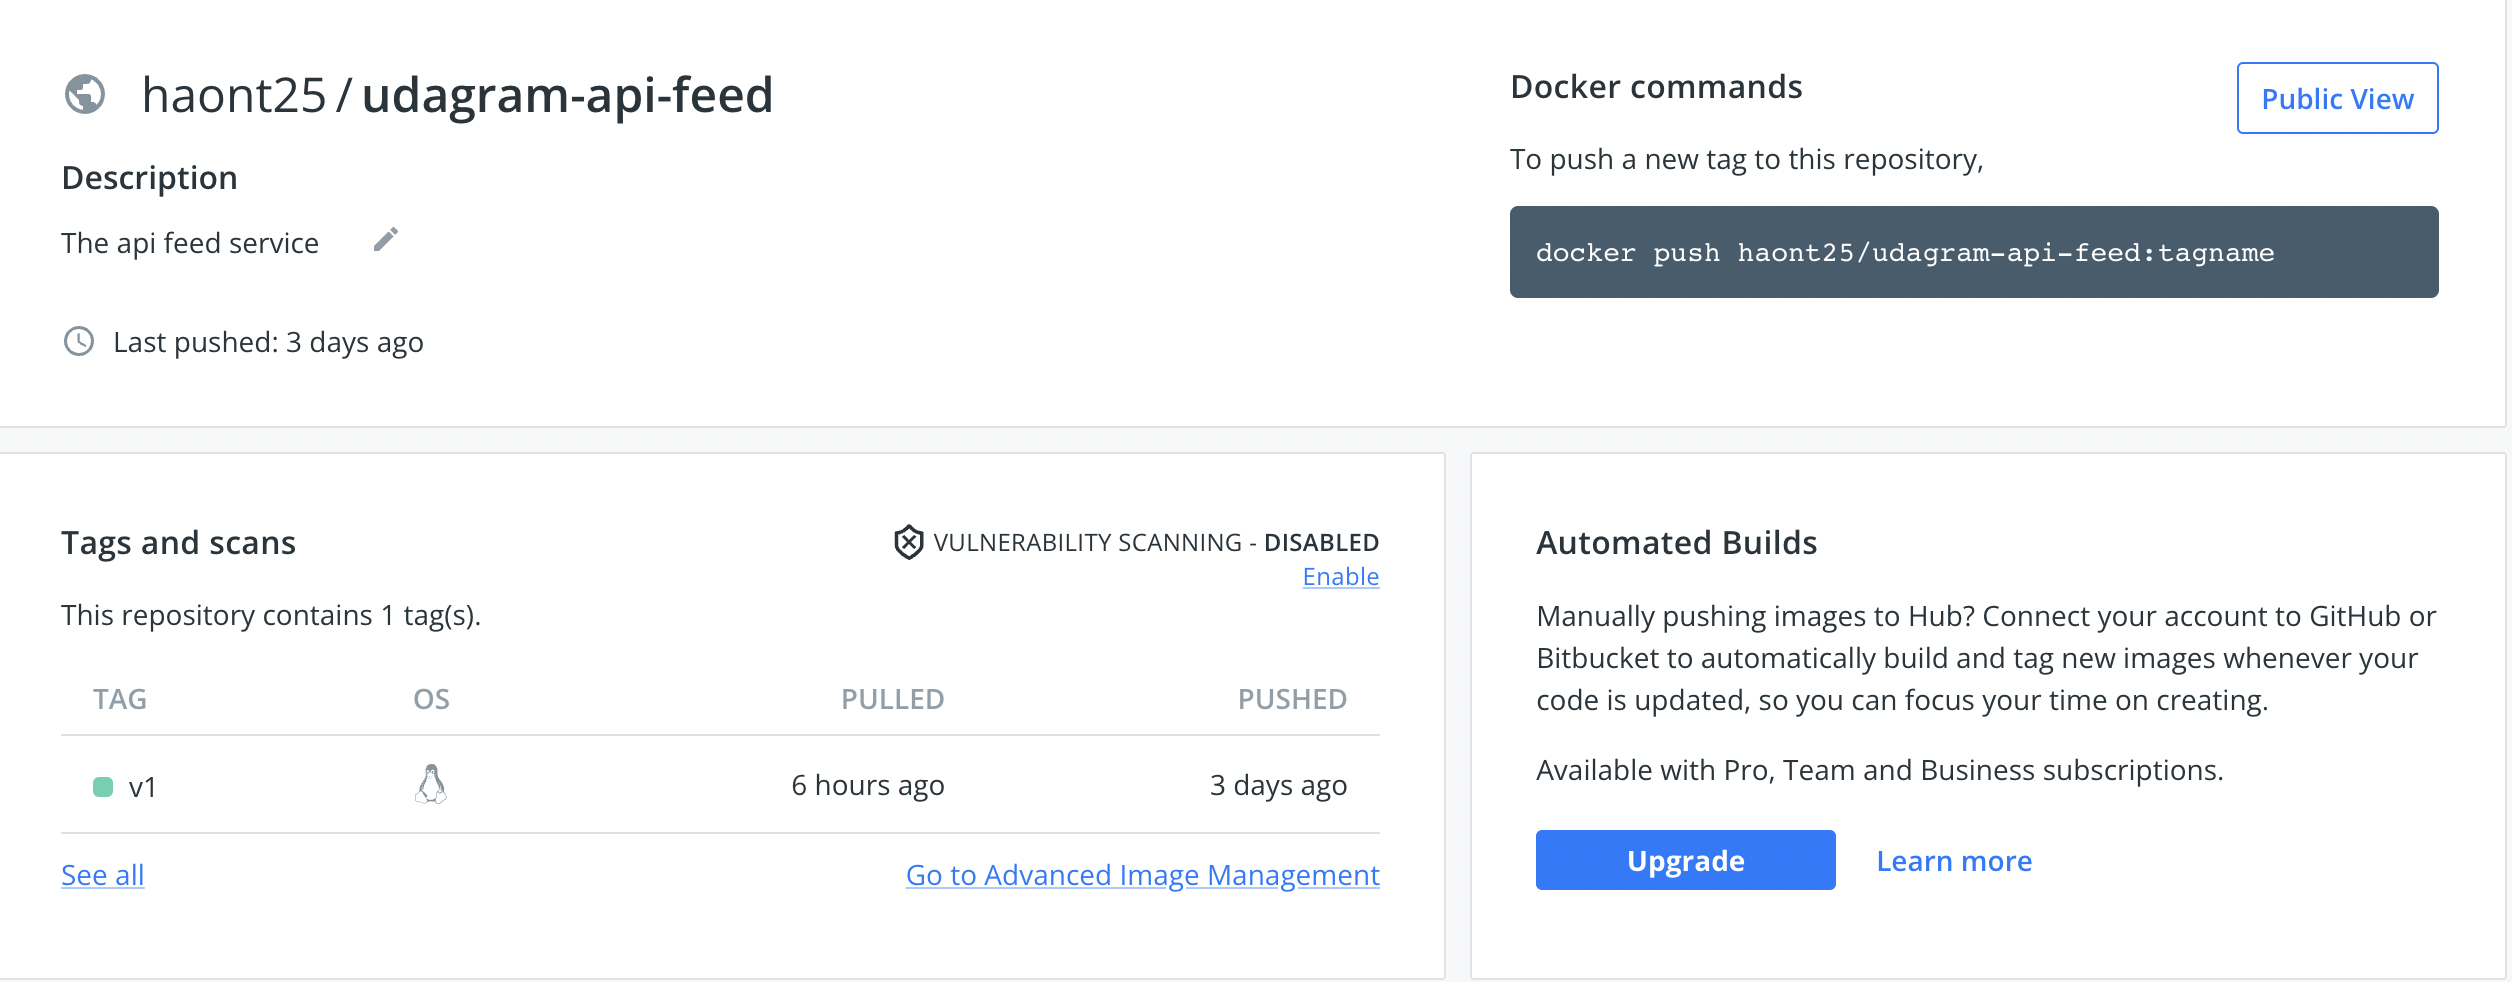 haont25 / udagram-api-feed
Description
The api feed service
Last pushed: 3 days ago
Docker commands
Public View
To push a new tag to this repository,
docker push haont25/udagram-api-feed:tagname
Tags and scans
VULNERABILITY SCANNING - DISABLED
Enable
This repository contains 1 tag(s).
TAG OS PULLED PUSHED
v1 6 hours ago 3 days ago
See all Go to Advanced Image Management
Automated Builds
Manually pushing images to Hub? Connect your account to GitHub or
Bitbucket to automatically build and tag new images whenever your
code is updated, so you can focus your time on creating.
Available with Pro, Team and Business subscriptions.
Upgrade Learn more